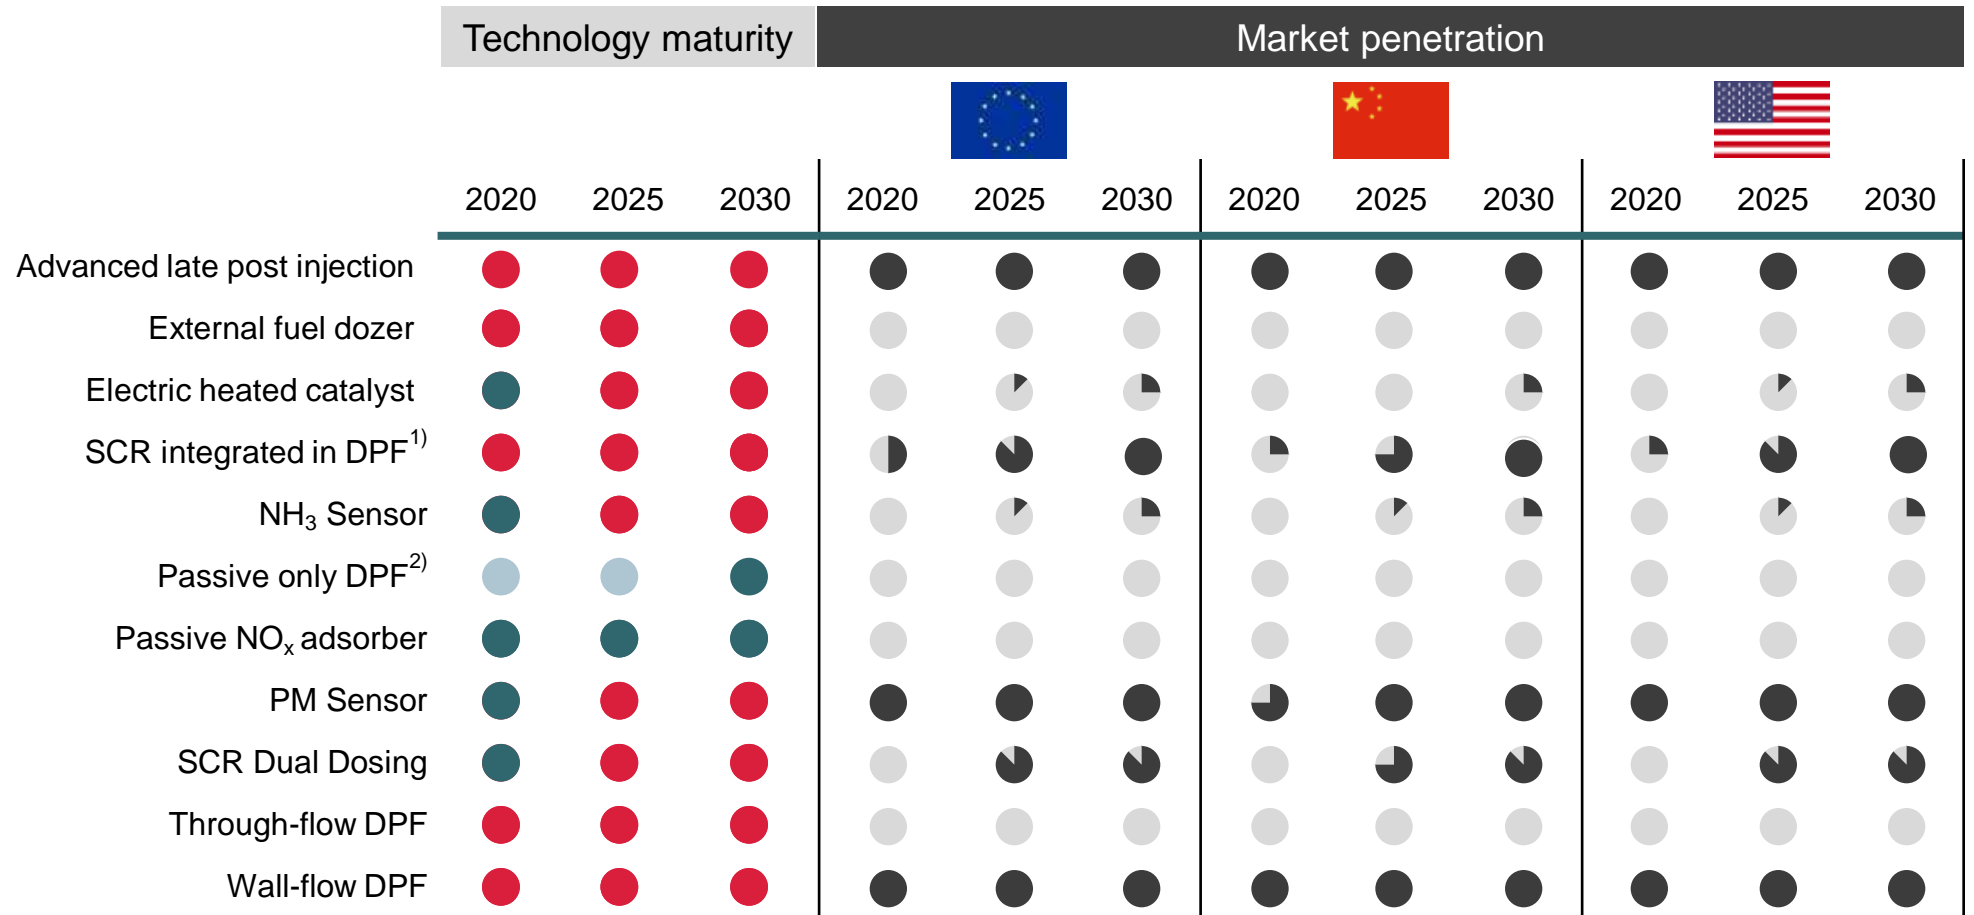 Technology maturity Market penetration
2020 2025 2030 2020 2025 2030 2020 2025 2030 2020 2025 2030
Advanced late post injection
External fuel dozer
Electric heated catalyst
SCR integrated in DPF1)
NH3 Sensor
Passive only DPF2)
Passive NOx adsorber
PM Sensor
SCR Dual Dosing
Through-flow DPF
Wall-flow DPF